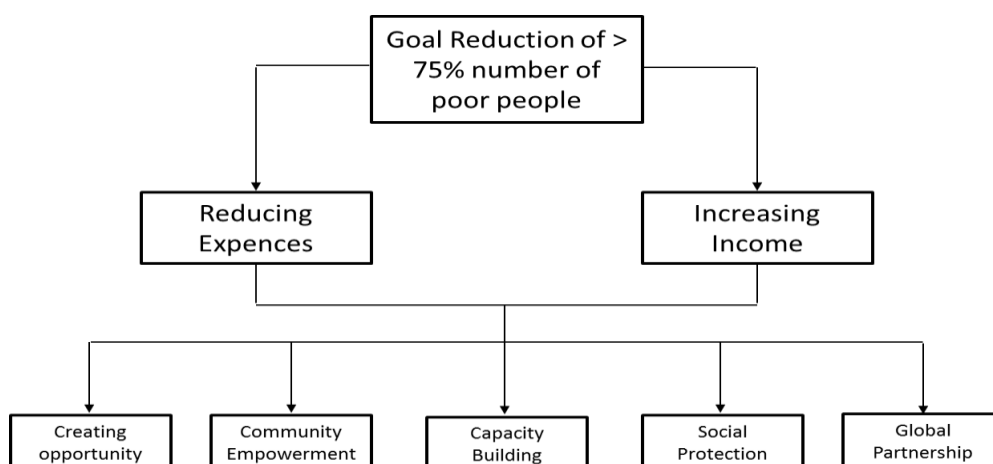 Goal Reduction of >
75% number of
poor people
Reducing
Expences
Increasing
Income
Creating
opportunity
Community
Empowerment
Capacity
Building
Social
Protection
Global
Partnership